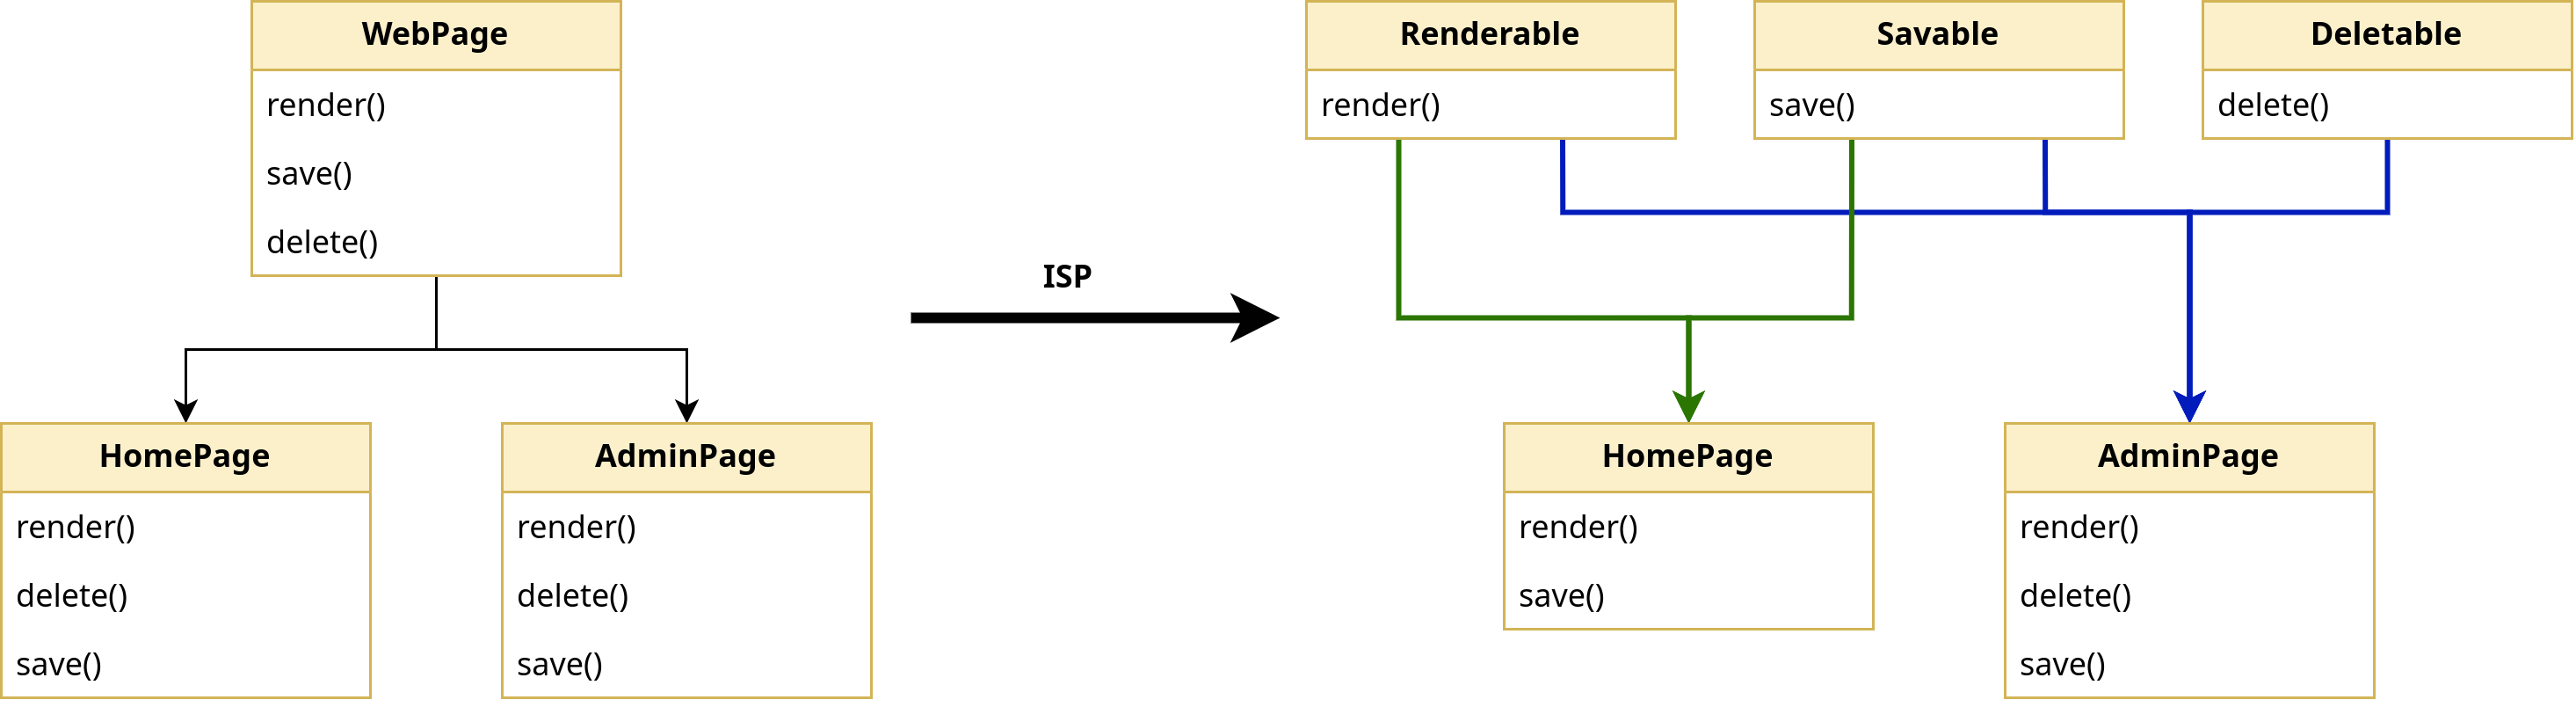 WebPage
render()
save()
delete()
HomePage
render()
delete()
save()
AdminPage
render()
delete()
save()
ISP
Renderable
render()
Savable
save()
Deletable
delete()
HomePage
render()
save()
AdminPage
render()
delete()
save()